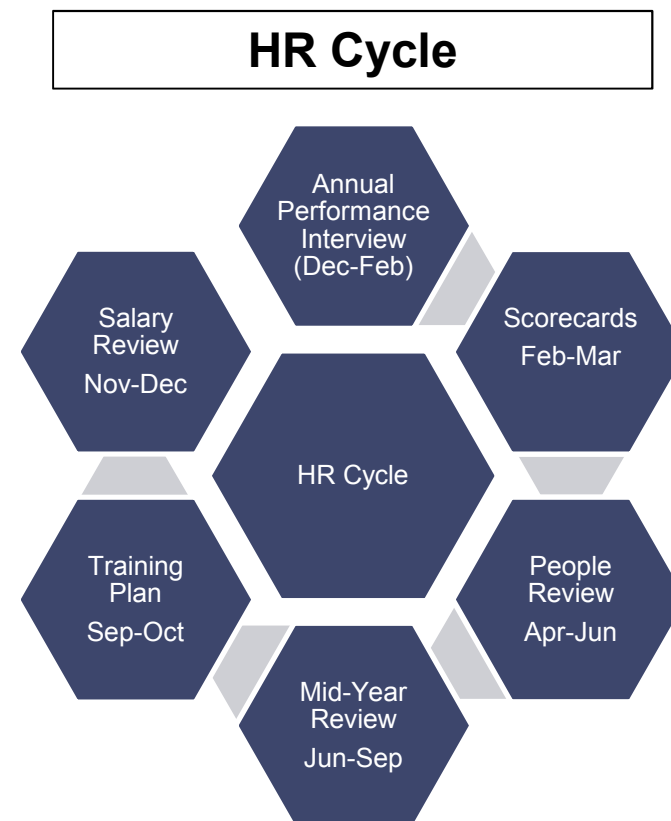 HR Cycle
Annual
Performance
Interview
(Dec-Feb)
Scorecards
Feb-Mar
People
Review
Apr-Jun
Mid-Year
Review
Jun-Sep
Training
Plan
Sep-Oct
Salary
Review
Nov-Dec
HR Cycle